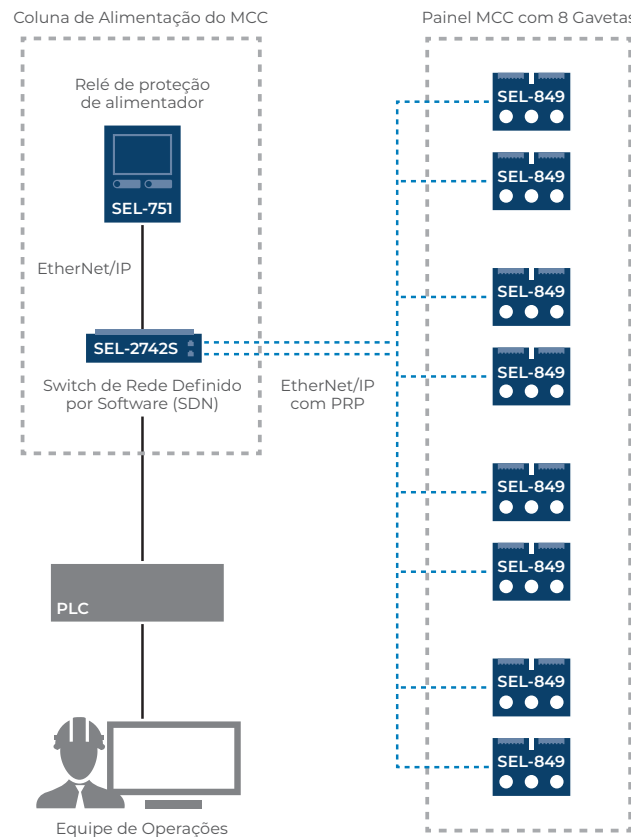 Coluna de Alimentação do MCC
Relé de proteção
de alimentador
SEL-751
EtherNet/IP
SEL-2742S
Switch de Rede Definido
por Software (SDN)
EtherNet/IP
com PRP
PLC
Equipe de Operações
Painel MCC com 8 Gavetas
SEL-849
SEL-849
SEL-849
SEL-849
SEL-849
SEL-849
SEL-849
SEL-849